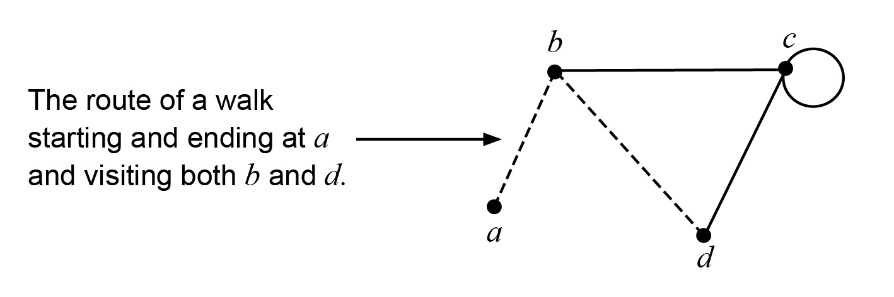 The route of a walk
starting and ending at a
and visiting both b and d.
b
c
a
d